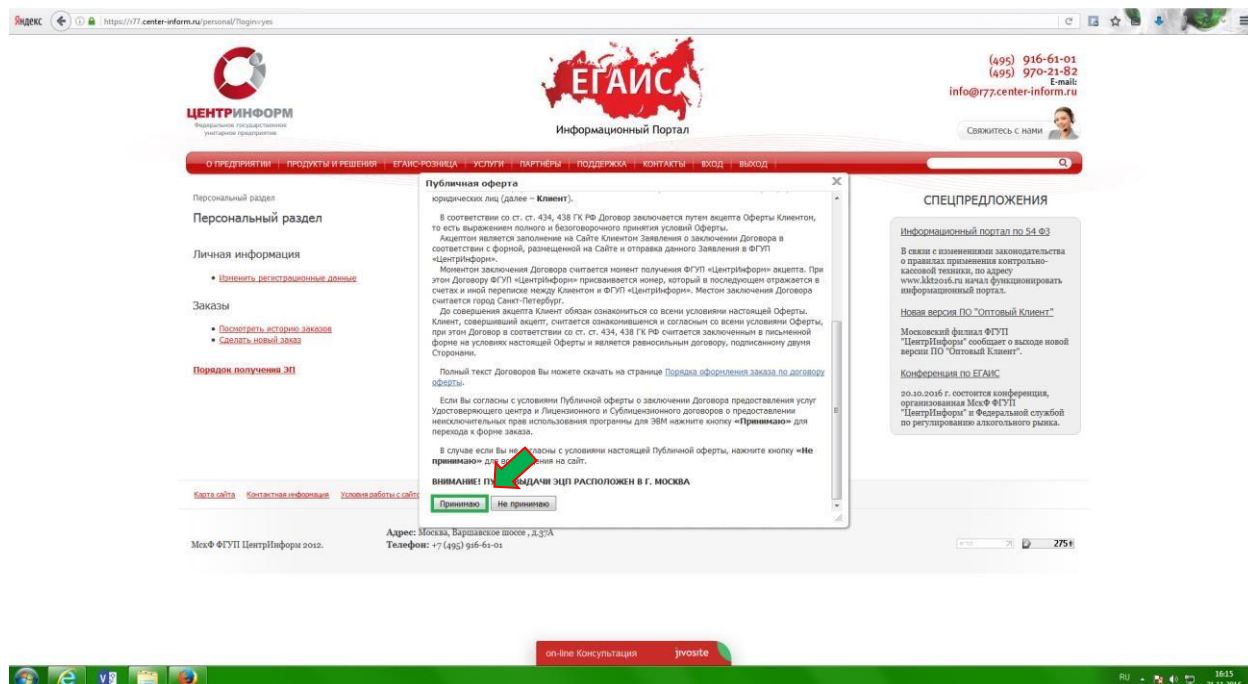 Яндекс
https://r77.center-inform.ru/personal/?login=yes
ЦЕНТРИНФОРМ
Федеральное государственное
унитарное предприятие
ЕГАИС
Информационный Портал
(495) 916-61-01
(495) 970-21-82
E-mail:
info@r77.center-inform.ru
Свяжитесь с нами
О ПРЕДПРИЯТИИ ПРОДУКТЫ И РЕШЕНИЯ ЕГАИС-РОЗНИЦА УСЛУГИ ПАРТНЁРЫ ПОДДЕРЖКА КОНТАКТЫ ВХОД ВЫХОД
Персональный раздел
Персональный раздел
Личная информация
Изменить регистрационные данные
Заказы
Посмотреть историю заказов
Сделать новый заказ
Порядок получения ЭП
Публичная оферта
юридических лиц (далее – Клиент).
В соответствии со ст. ст. 434, 438 ГК РФ Договор заключается путем акцепта Оферты Клиентом,
то есть выражением полного и безоговорочного принятия условий Оферты.
Акцептом является заполнение на Сайте Клиентом Заявления о заключении Договора в
соответствии с формой, размещенной на Сайте и отправка данного Заявления в ФГУП
«ЦентрИнформ».
Моментом заключения Договора считается момент получения ФГУП «ЦентрИнформ» акцепта. При
этом Договору ФГУП «ЦентрИнформ» присваивается номер, который в последующем отражается в
счетах и иной переписке между Клиентом и ФГУП «ЦентрИнформ». Местом заключения Договора
считается город Санкт-Петербург.
До совершения акцепта Клиент обязан ознакомиться со всеми условиями настоящей Оферты.
Клиент, совершивший акцепт, считается ознакомившимся и согласным со всеми условиями Оферты,
при этом Договор в соответствии со ст. ст. 434, 438 ГК РФ считается заключенным в письменной
форме на условиях настоящей Оферты и является равносильным договору, подписанному двумя
Сторонами.
Полный текст Договоров Вы можете скачать на странице Порядка оформления заказа по договору
оферты.
Если Вы согласны с условиями Публичной оферты о заключении Договора предоставления услуг
Удостоверяющего центра и Лицензионного и Сублицензионного договоров о предоставлении
неисключительных прав использования программы для ЭВМ нажмите кнопку «Принимаю» для
перехода к форме заказа.
В случае если Вы не согласны с условиями настоящей Публичной оферты, нажмите кнопку «Не
принимаю» для
на сайт.
ВНИМАНИЕ!
ВЫДАЧИ ЭЦП РАСПОЛОЖЕН В Г. МОСКВА
Принимаю Не принимаю
СПЕЦПРЕДЛОЖЕНИЯ
Информационный портал по 54 ФЗ
В связи с изменениями законодательства
о правилах применения контрольно-
кассовой техники, по адресу
www.kkt2016.ru начал функционировать
информационный портал.
Новая версия ПО "Оптовый Клиент"
Московский филиал ФГУП
"ЦентрИнформ" сообщает о выходе новой
версии ПО "Оптовый Клиент".
Конференция по ЕГАИС
20.10.2016 г. состоится конференция,
организованная МскФ ФГУП
"ЦентрИнформ" и Федеральной службой
по регулированию алкогольного рынка.
Карта сайта Контактная информация Условия работы с
МскФ ФГУП ЦентрИнформ 2012.
Адрес: Москва, Варшавское шоссе , д.37А
Телефон: +7 (495) 916-61-01
275
on-line Консультация jivosite
RU
16:15
21.11.2016